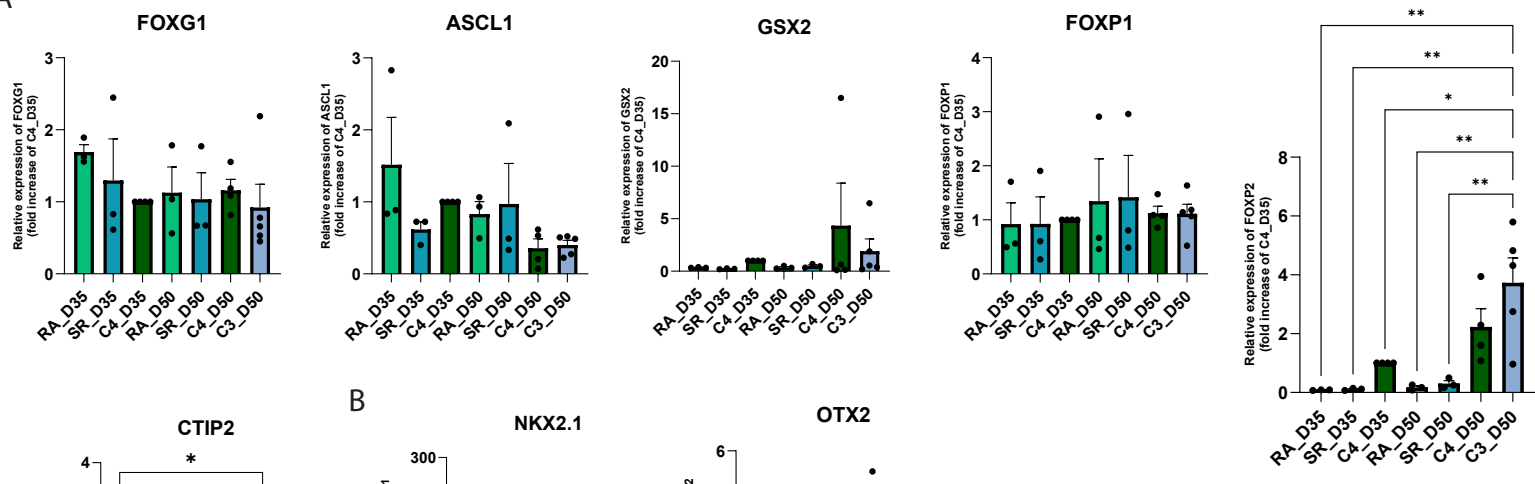 A
FOXG1
Relative expression of FOXG1
(fold increase of C4_D35)
3
2
1
0
RA_D35
SR_D35
C4_D35
RA_D50
SR_D50
C4_D50
C3_D50
ASCL1
Relative expression of ASCL1
(fold increase of C4_D35)
3
2
1
0
RA_D35
SR_D35
C4_D35
RA_D50
SR_D50
C4_D50
C3_D50
GSX2
Relative expression of GSX2
(fold increase of C4_D35)
20
15
10
5
0
RA_D35
SR_D35
C4_D35
RA_D50
SR_D50
C4_D50
C3_D50
FOXP1
Relative expression of FOXP1
(fold increase of C4_D35)
4
3
2
1
0
RA_D35
SR_D35
C4_D35
RA_D50
SR_D50
C4_D50
C3_D50
**
**
*
**
**
Relative expression of FOXP2
(fold increase of C4_D35)
8
6
4
2
0
RA_D35
SR_D35
C4_D35
RA_D50
SR_D50
C4_D50
C3_D50
CTIP2
4
*
B
NKX2.1
300
OTX2
6